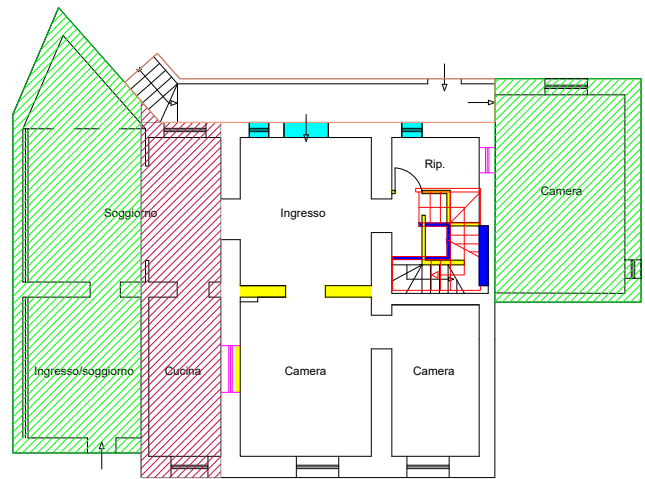 Rip.
Camera
Soggiorno
Ingresso
Ingresso/soggiorno
Cucina
Camera
Camera